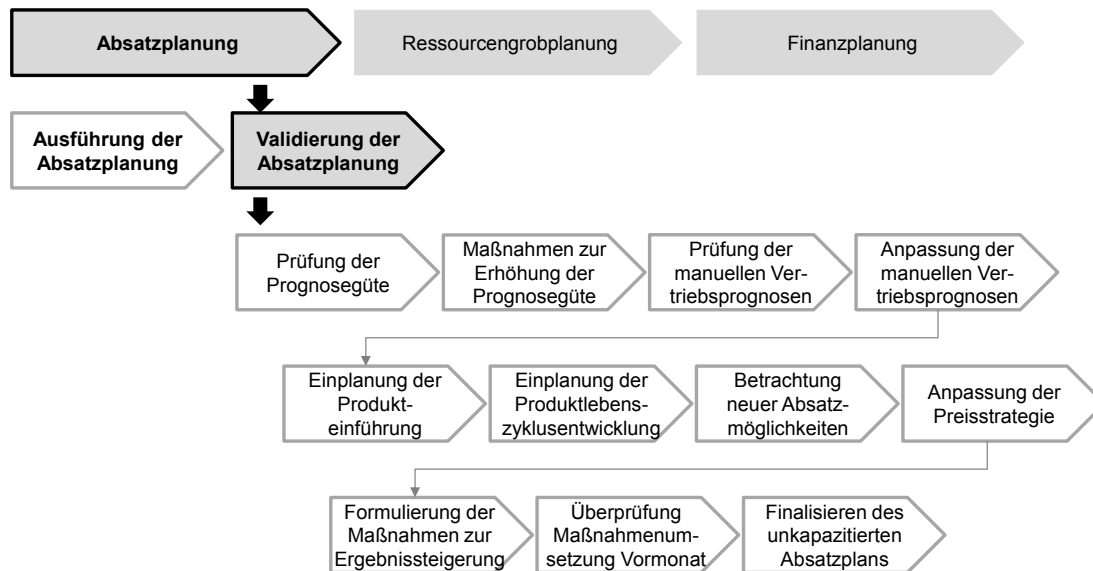 Absatzplanung
Ressourcengrobplanung
Finanzplanung
Ausführung der
Absatzplanung
Validierung der
Absatzplanung
Prüfung der
Prognosegüte
Maßnahmen zur
Erhöhung der
Prognosegüte
Prüfung der
manuellen Ver-
triebsprognosen
Anpassung der
manuellen Ver-
triebsprognosen
Einplanung der
Produkt-
einführung
Einplanung der
Produktlebens-
zyklusentwicklung
Betrachtung
neuer Absatz-
möglichkeiten
Anpassung der
Preisstrategie
Formulierung der
Maßnahmen zur
Ergebnissteigerung
Überprüfung
Maßnahmenum-
setzung Vormonat
Finalisieren des
unkapazitierten
Absatzplans